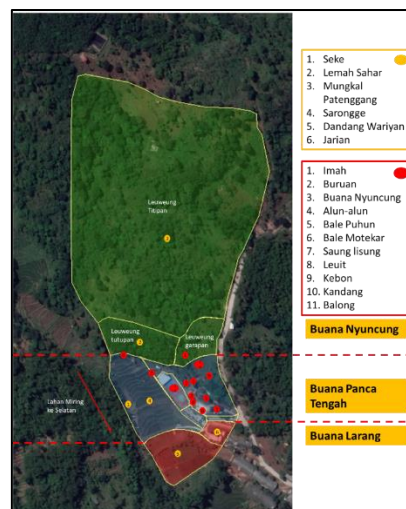 1. Seke
2. Lemah Sahar
3. Mungkal
Patenggang
4. Sarongge
5. Dandang Wariyan
6. Jarian
1. Imah
2. Buruan
3. Buana Nyuncung
4. Alun-alun
5. Bale Puhun
6. Bale Motekar
7. Saung lisung
8. Leuit
9. Kebon
10. Kandang
11. Balong
Leuweung
Titipan
Leuweung
tutupan
Leuweung
garapan
Lahan Miring
ke Selatan
Buana Nyuncung
Buana Panca
Tengah
Buana Larang